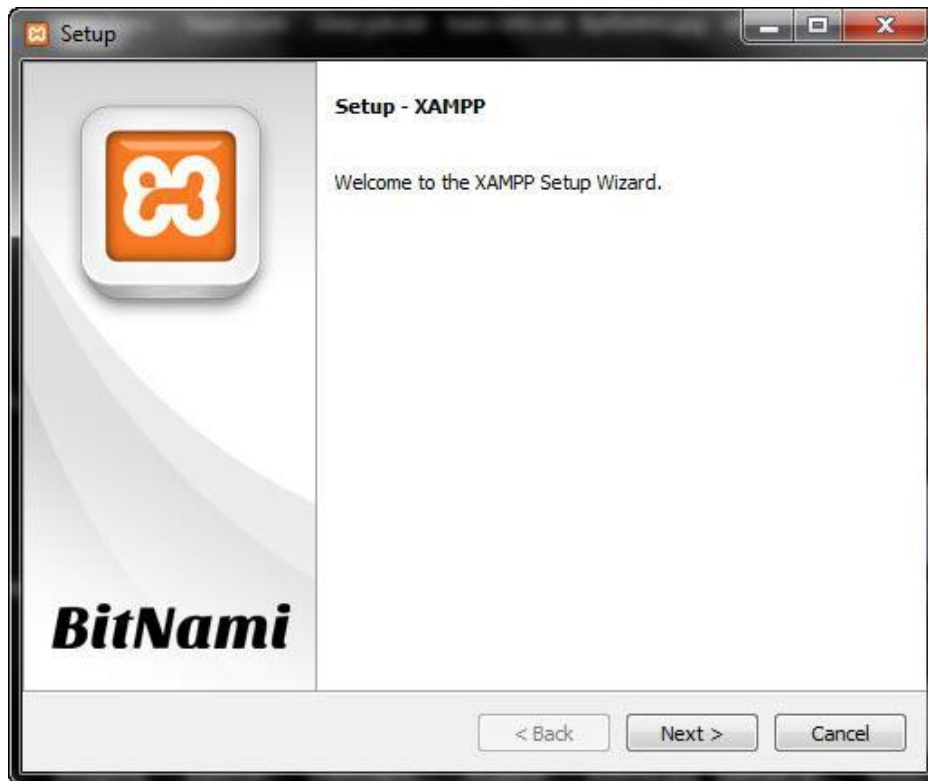 Setup
Setup - XAMPP
Welcome to the XAMPP Setup Wizard.
BitNami
< Back
Next >
Cancel